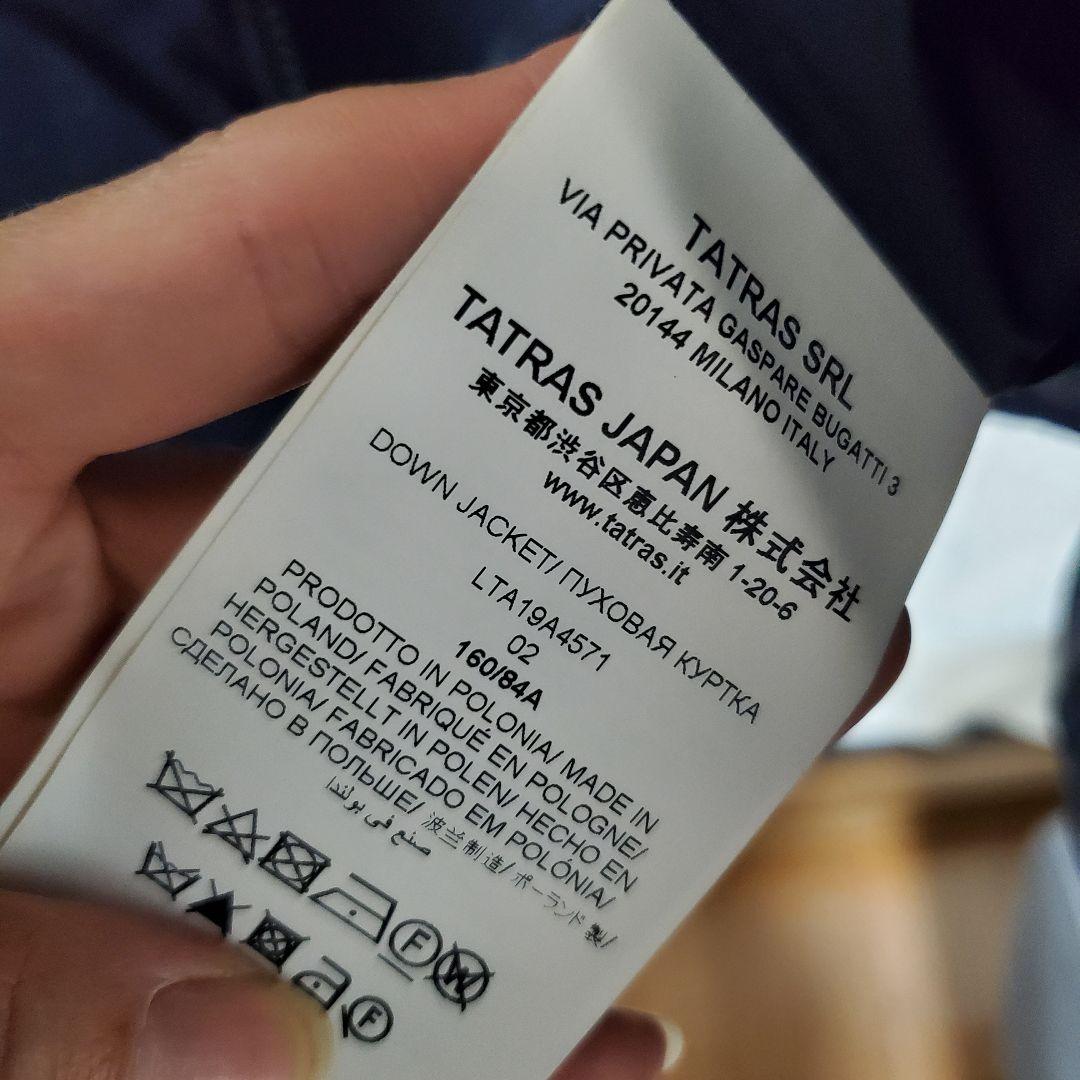 TATRAS SRL
VIA PRIVATA GASPARE BUGATTI 3
20144 MILANO ITALY
TATRAS JAPAN 株式会社
東京都渋谷区恵比寿南 1-20-6
www.tatras.it
DOWN JACKET/ ПУХОВАЯ КУРТКА
LTA19A4571
02
160/84A
PRODOTTO IN POLONIA/ MADE IN
POLAND/ FABRIQUÉ EN POLOGNE/
HERGESTELLT IN POLEN/ HECHO EN
POLONIA/ FABRICADO EM POLÓNIA/
СДЕЛАНО В ПОЛЬШЕ/ 波兰制造/ ポーランド製/
صنع في بولندا
F W
F